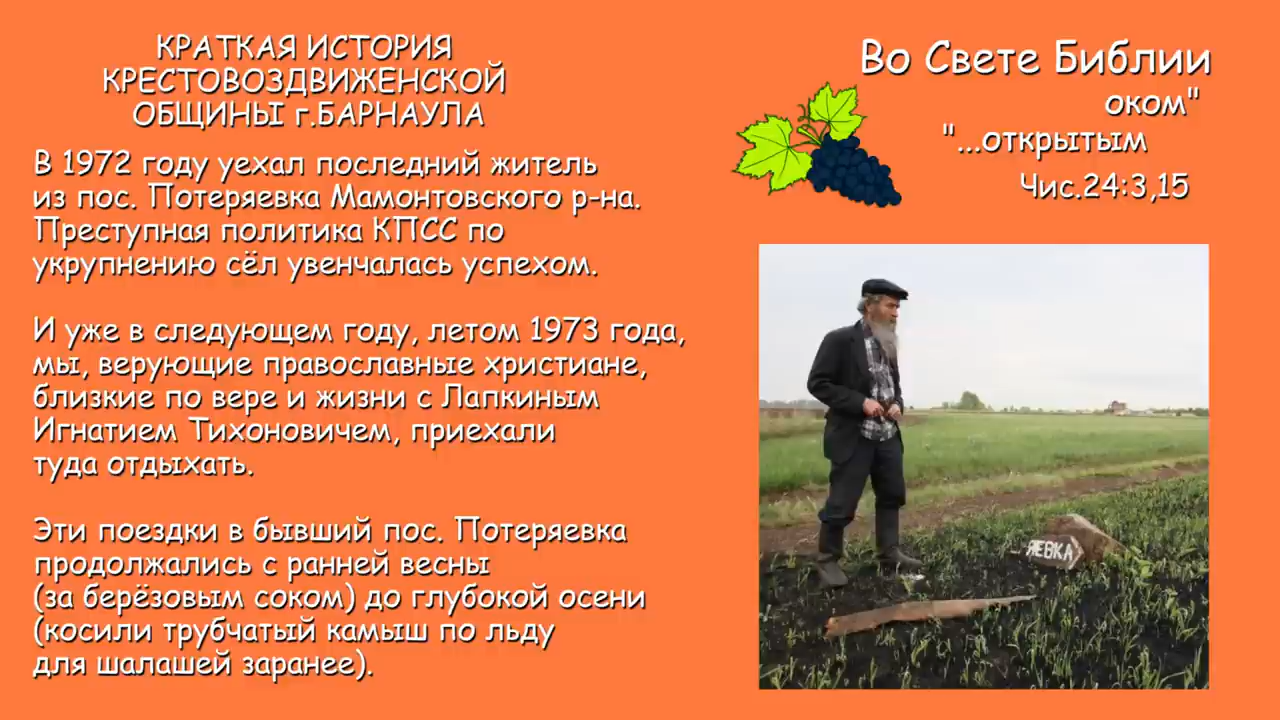 КРАТКАЯ ИСТОРИЯ
КРЕСТОВОЗДВИЖЕНСКОЙ
ОБЩИНЫ г.БАРНАУЛА
В 1972 году уехал последний житель
из пос. Потеряевка Мамонтовского р-на.
Преступная политика КПСС по
укрупнению сёл увенчалась успехом.
И уже в следующем году, летом 1973 года,
мы, верующие православные христиане,
близкие по вере и жизни с Лапкиным
Игнатием Тихоновичем, приехали
туда отдыхать.
Эти поездки в бывший пос. Потеряевка
продолжались с ранней весны
(за берёзовым соком) до глубокой осени
(косили трубчатый камыш по льду
для шалашей заранее).
Во Свете Библии
оком"
"...открытым
Чис.24:3,15
ЯЕВКА